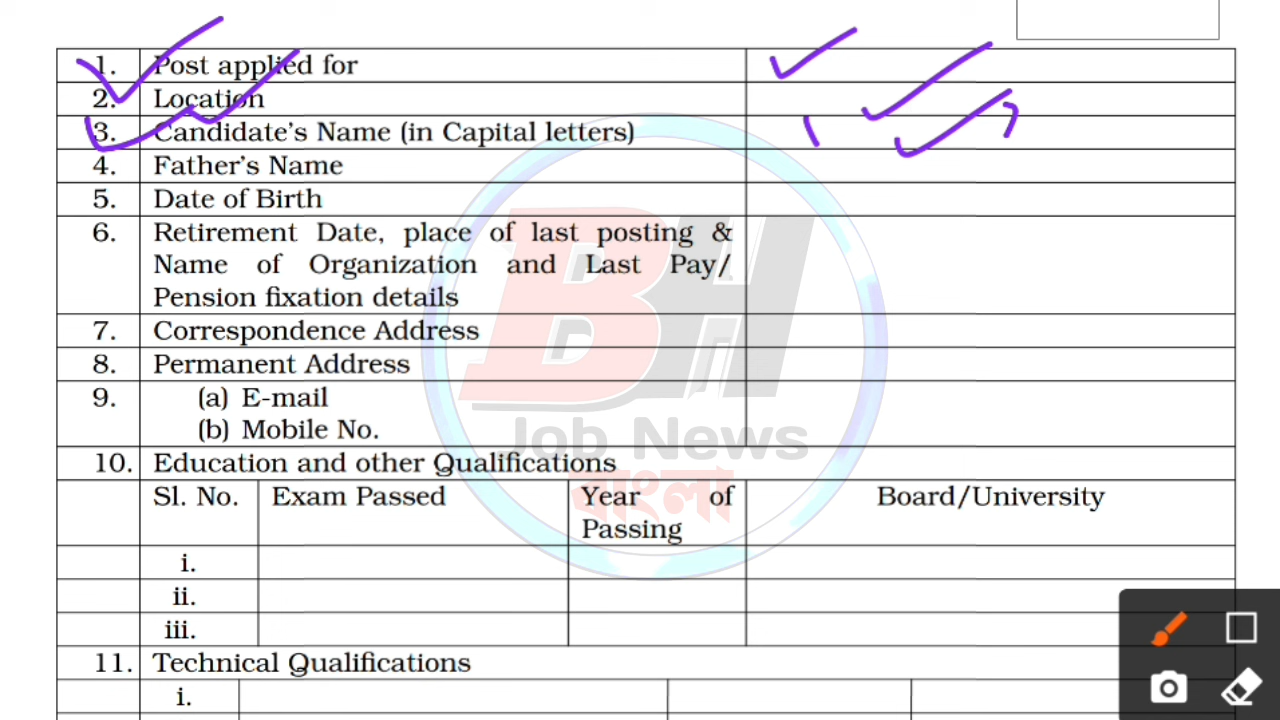 1. Post applied for
2. Location
3. Candidate's Name (in Capital letters)
4. Father's Name
5. Date of Birth
6. Retirement Date, place of last posting &
Name of Organization and Last Pay/
Pension fixation details
7. Correspondence Address
8. Permanent Address
9. (a) E-mail
(b) Mobile No.
10. Education and other Qualifications
Sl. No. Exam Passed Year of Board/University
Passing
i.
ii.
iii.
11. Technical Qualifications
i.
BH
Job News
বাংলা